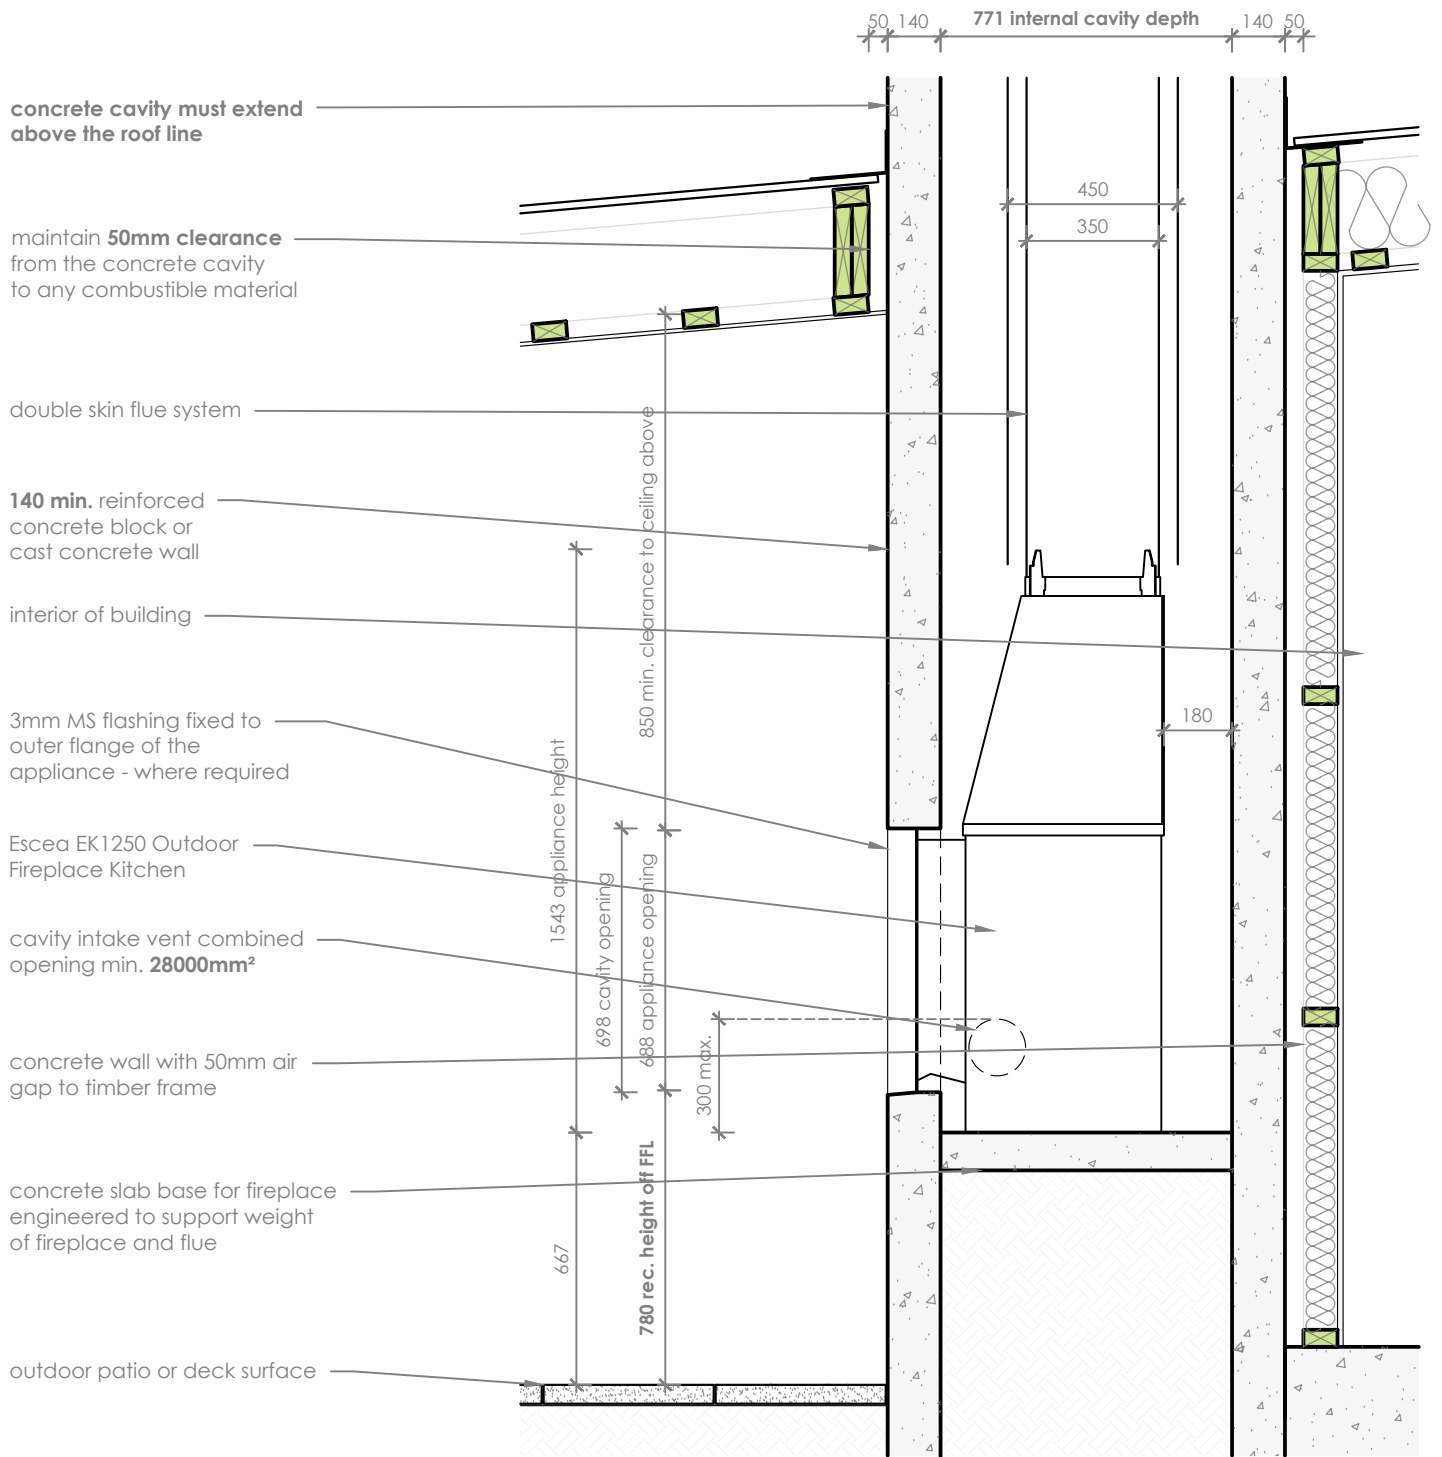 50 140 771 internal cavity depth 140 50
concrete cavity must extend
above the roof line
450
350
maintain 50mm clearance
from the concrete cavity
to any combustible material
double skin flue system
850 min. clearance to ceiling above
140 min. reinforced
concrete block or
cast concrete wall
interior of building
180
3mm MS flashing fixed to
outer flange of the
appliance - where required
1543 appliance height
698 cavity opening
688 appliance opening
Escea EK1250 Outdoor
Fireplace Kitchen
cavity intake vent combined
opening min. 28000mm²
300 max.
concrete wall with 50mm air
gap to timber frame
780 rec. height off FFL
667
concrete slab base for fireplace
engineered to support weight
of fireplace and flue
outdoor patio or deck surface